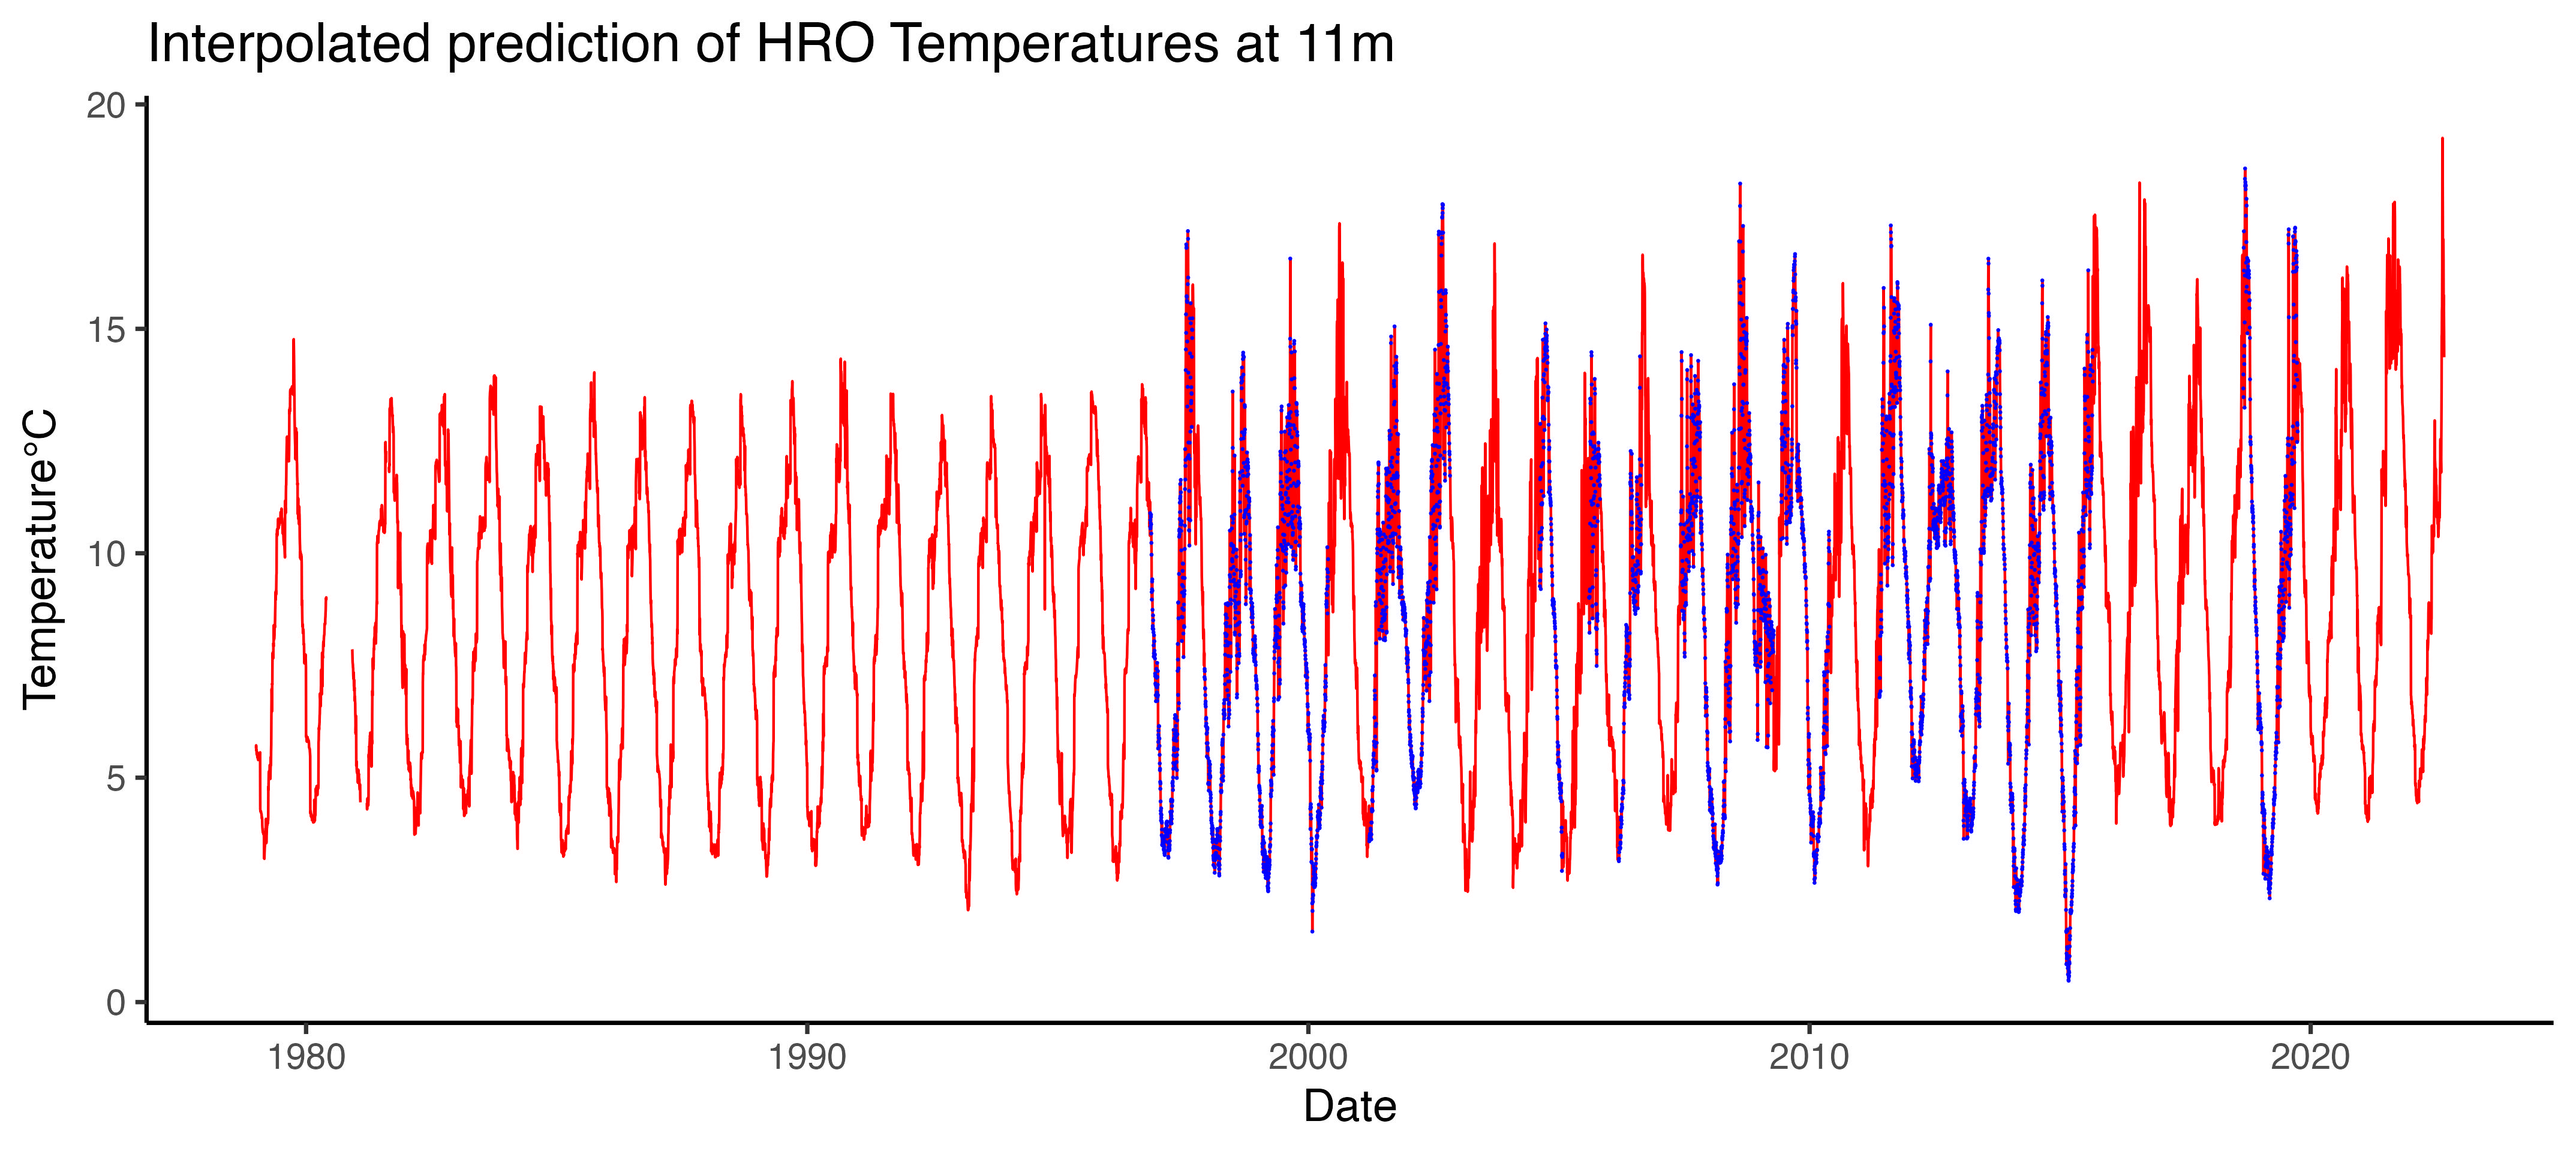 Interpolated prediction of HRO Temperatures at 11m
20
15
10
5
0
Temperature°C
1980 1990 2000 2010 2020
Date